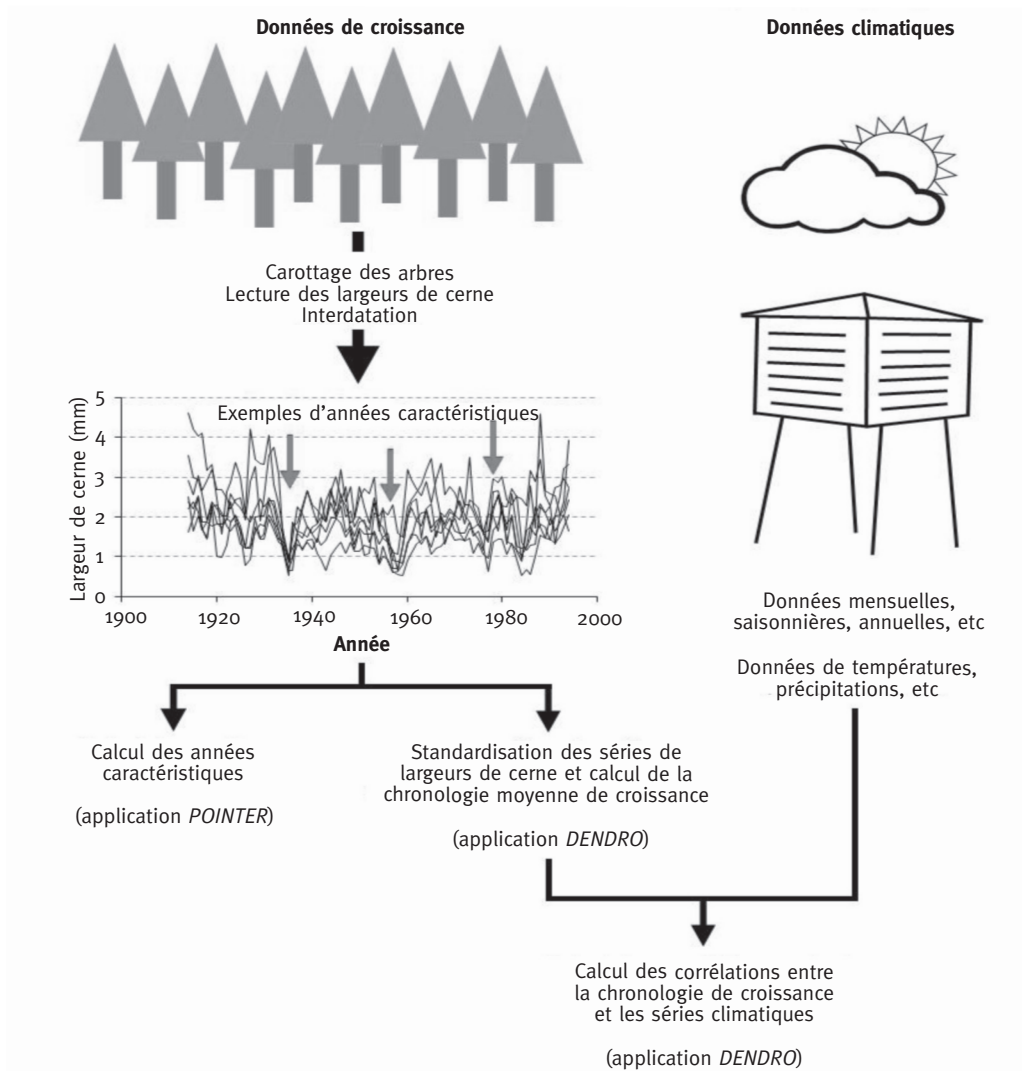 Données de croissance
Données climatiques
Carottage des arbres
Lecture des largeurs de cerne
Interdatation
Exemples d'années caractéristiques
Largeur de cerne (mm)
5
4
3
2
1
0
1900 1920 1940 1960 1980 2000
Année
Données mensuelles,
saisonnières, annuelles, etc
Données de températures,
précipitations, etc
Calcul des années
caractéristiques
(application POINTER)
Standardisation des séries de
largeurs de cerne et calcul de la
chronologie moyenne de croissance
(application DENDRO)
Calcul des corrélations entre
la chronologie de croissance
et les séries climatiques
(application DENDRO)